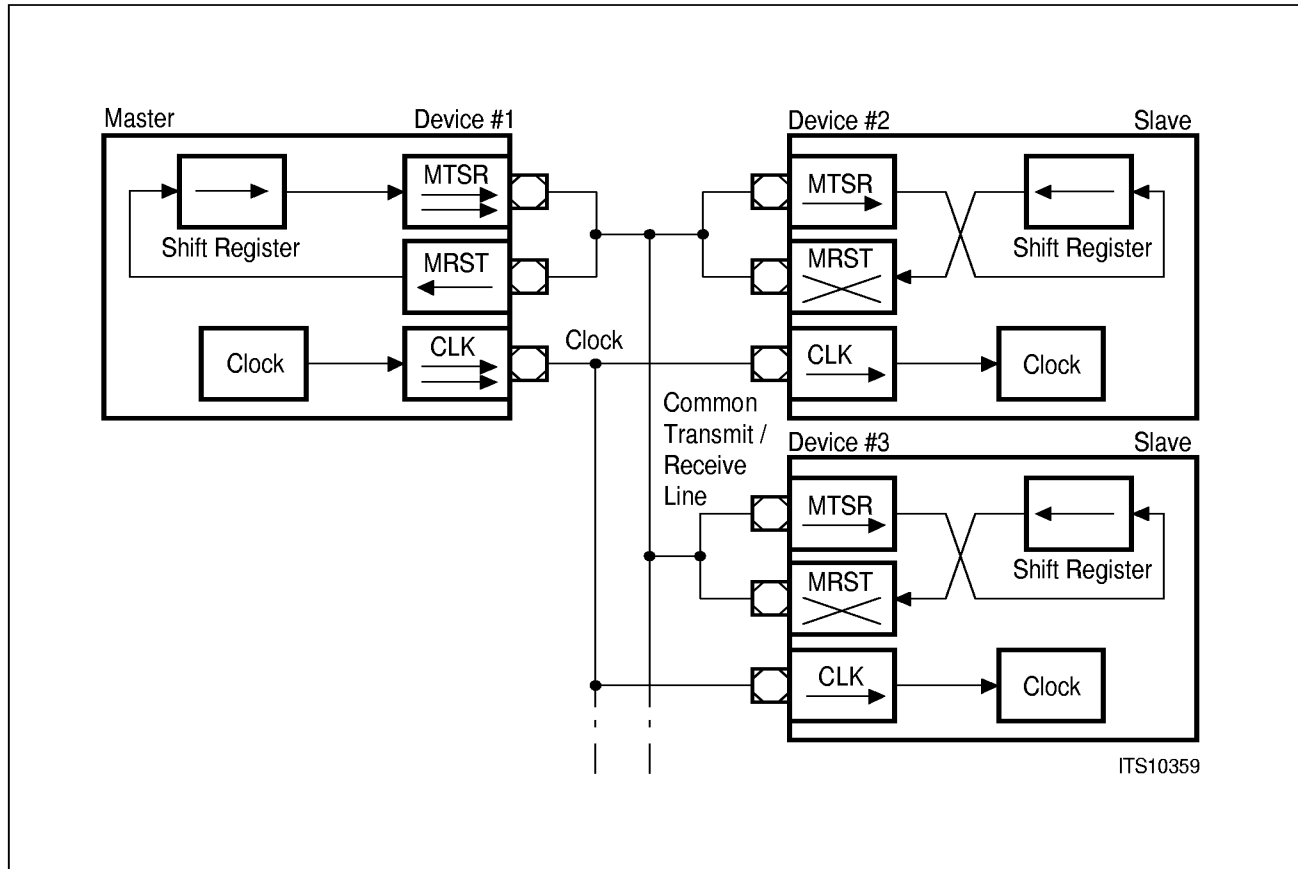 Master Device #1
MTSR
Shift Register
MRST
Clock
CLK
Clock
Common
Transmit /
Receive
Line
Device #2 Slave
MTSR
MRST
Shift Register
CLK
Clock
Device #3 Slave
MTSR
MRST
Shift Register
CLK
Clock
ITS10359